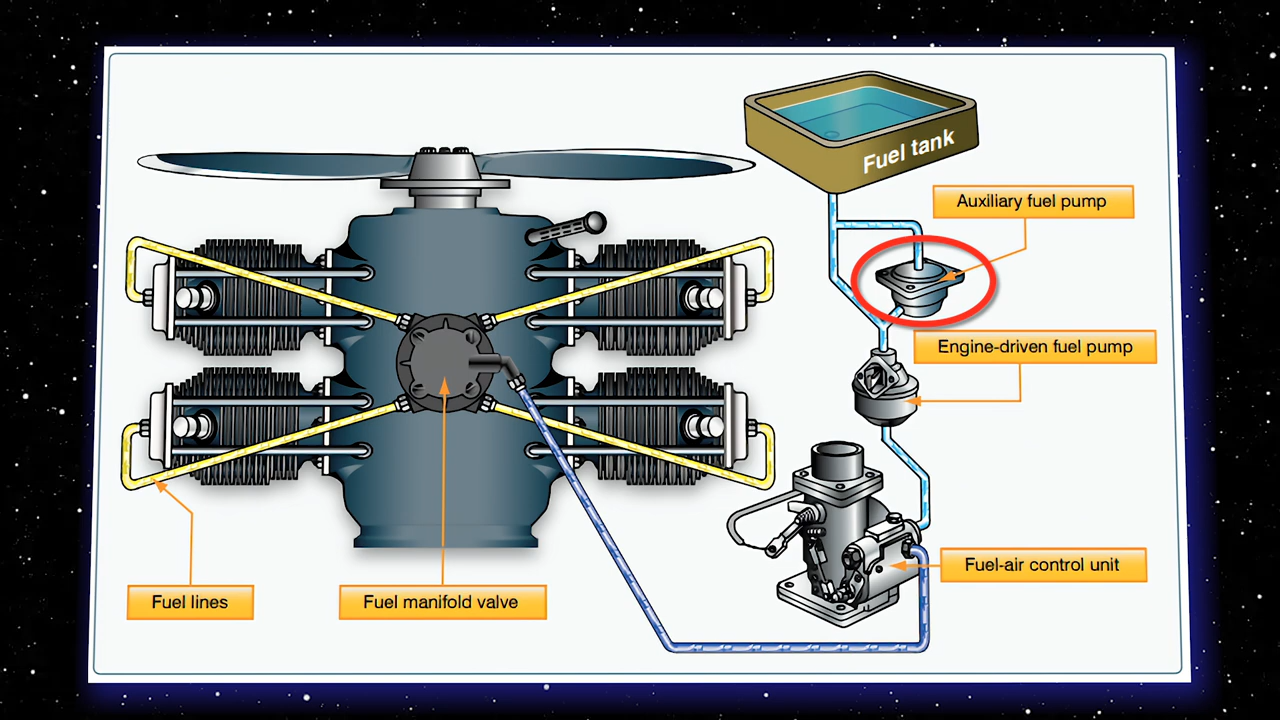 Fuel tank
Auxiliary fuel pump
Engine-driven fuel pump
Fuel-air control unit
Fuel lines
Fuel manifold valve